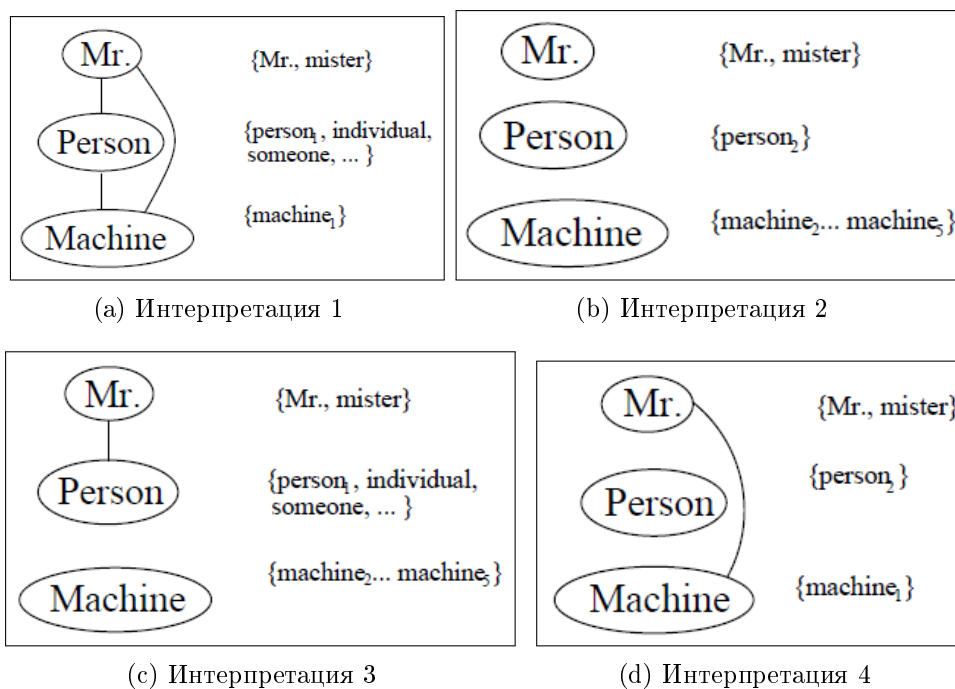 Mr. {Mr., mister}
Person {person₁, individual,
someone, ... }
Machine {machine₁}
(a) Интерпретация 1
Mr. {Mr., mister}
Person {person₂}
Machine {machine₂... machine₅}
(b) Интерпретация 2
Mr. {Mr., mister}
Person {person₁, individual,
someone, ... }
Machine {machine₂... machine₅}
(c) Интерпретация 3
Mr. {Mr., mister}
Person {person₂}
Machine {machine₁}
(d) Интерпретация 4